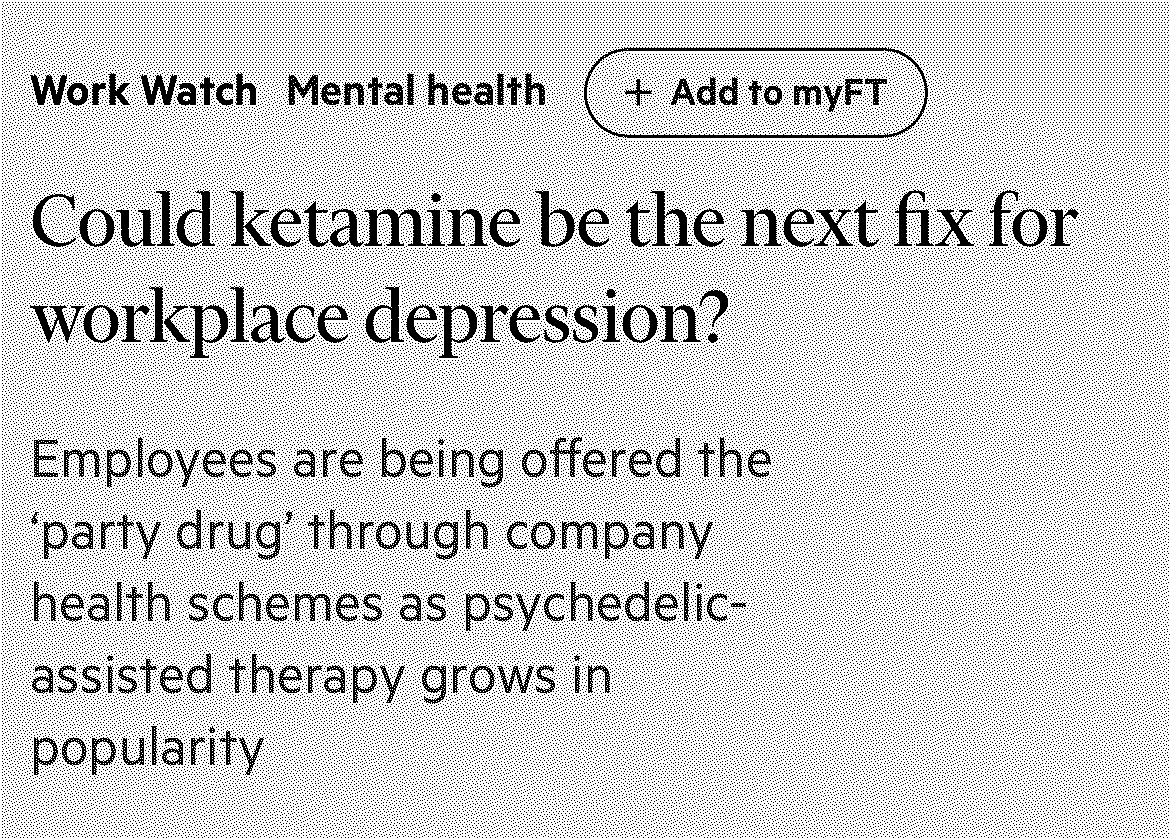 Work Watch Mental health + Add to myFT
Could ketamine be the next fix for
workplace depression?
Employees are being offered the
‘party drug’ through company
health schemes as psychedelic-
assisted therapy grows in
popularity